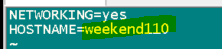 NETWORKING=yes
HOSTNAME=weekend110
~